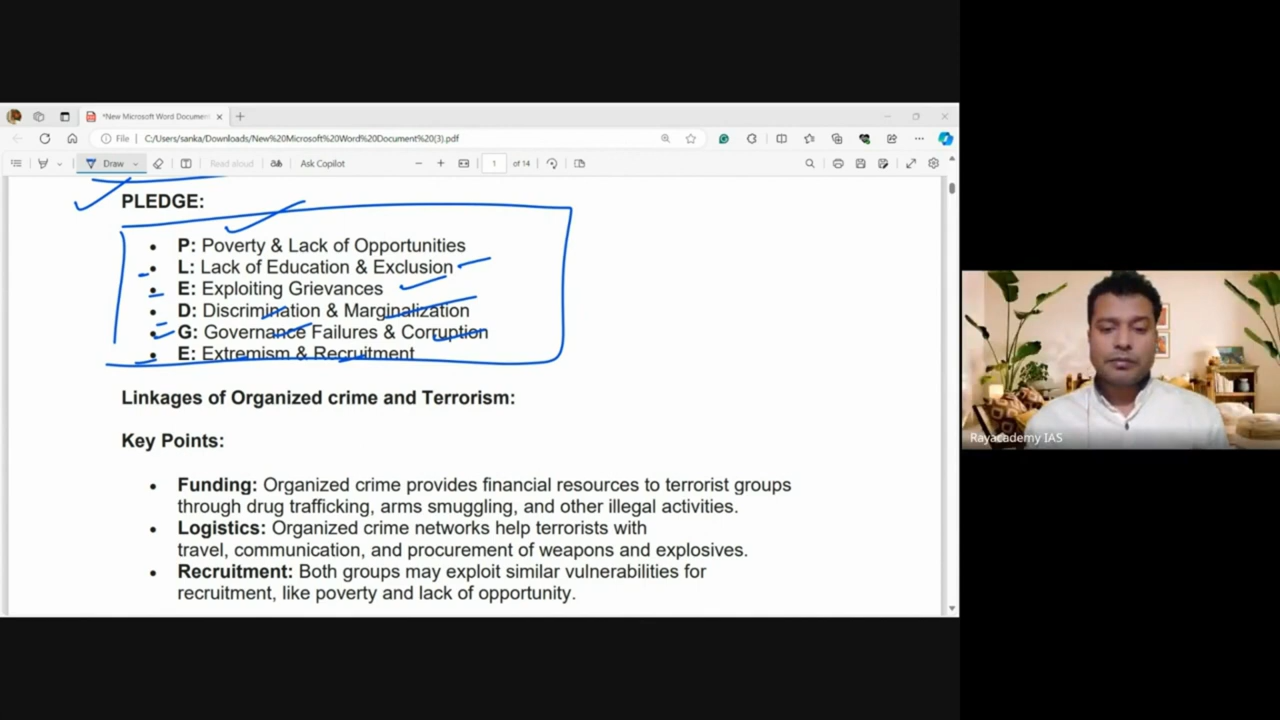 *New Microsoft Word Documen
File
C:/Users/sanka/Downloads/New%20Microsoft%20Word%20Document%20(3).pdf
Draw
Read aloud
Ask Copilot
1
of 14
PLEDGE:
• P: Poverty & Lack of Opportunities
• L: Lack of Education & Exclusion
• E: Exploiting Grievances
• D: Discrimination & Marginalization
• G: Governance Failures & Corruption
• E: Extremism & Recruitment
Linkages of Organized crime and Terrorism:
Key Points:
• Funding: Organized crime provides financial resources to terrorist groups
through drug trafficking, arms smuggling, and other illegal activities.
• Logistics: Organized crime networks help terrorists with
travel, communication, and procurement of weapons and explosives.
• Recruitment: Both groups may exploit similar vulnerabilities for
recruitment, like poverty and lack of opportunity.
Rayacademy IAS